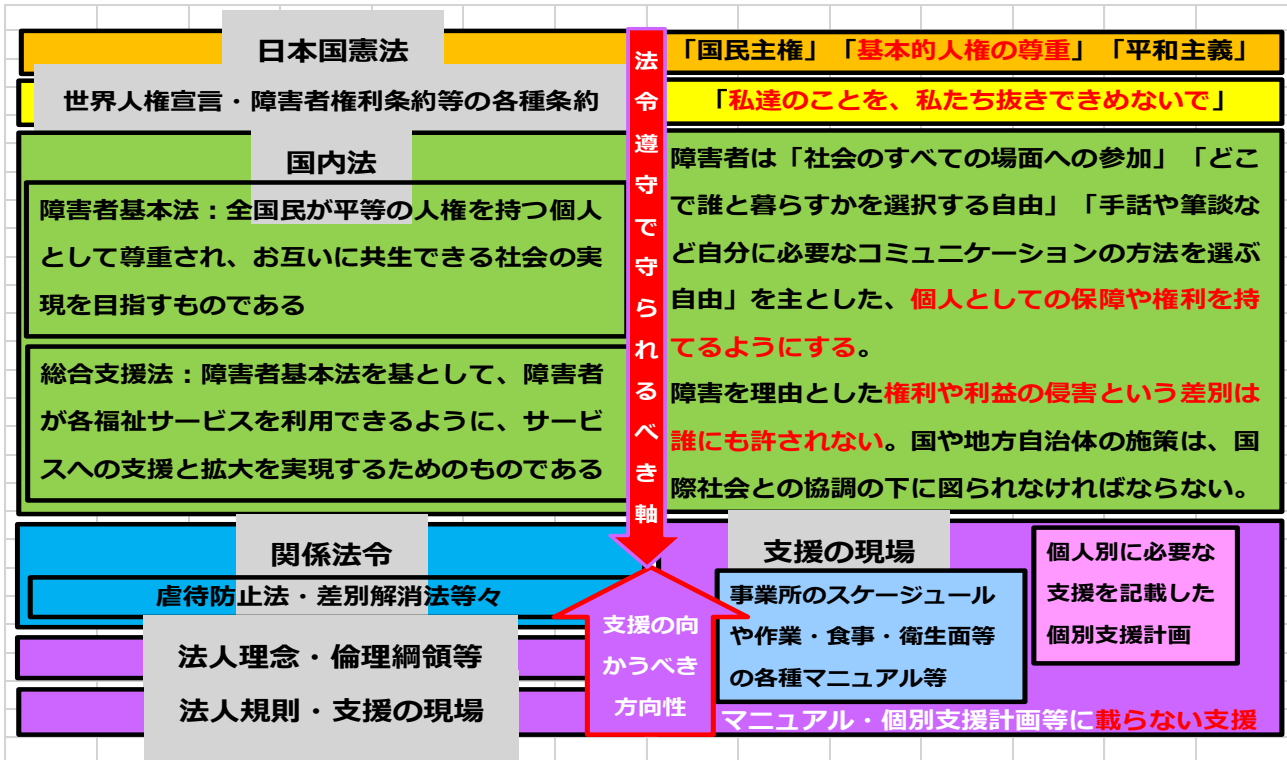 日本国憲法
「国民主権」「基本的人権の尊重」「平和主義」
世界人権宣言・障害者権利条約等の各種条約
「私達のことを、私たち抜きできめないで」
法令遵守で守られるべき軸
国内法
障害者基本法：全国民が平等の人権を持つ個人
として尊重され、お互いに共生できる社会の実
現を目指すものである
総合支援法：障害者基本法を基として、障害者
が各福祉サービスを利用できるように、サービ
スへの支援と拡大を実現するためのものである
障害者は「社会のすべての場面への参加」「どこ
で誰と暮らすかを選択する自由」「手話や筆談な
ど自分に必要なコミュニケーションの方法を選ぶ
自由」を主とした、個人としての保障や権利を持
てるようにする。
障害を理由とした権利や利益の侵害という差別は
誰にも許されない。国や地方自治体の施策は、国
際社会との協調の下に図られなければならない。
関係法令
虐待防止法・差別解消法等々
法人理念・倫理綱領等
法人規則・支援の現場
支援の向
かうべき
方向性
支援の現場
事業所のスケージュール
や作業・食事・衛生面等
の各種マニュアル等
個人別に必要な
支援を記載した
個別支援計画
マニュアル・個別支援計画等に載らない支援